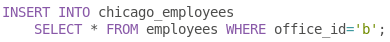 INSERT INTO chicago_employees
    SELECT * FROM employees WHERE office_id='b';